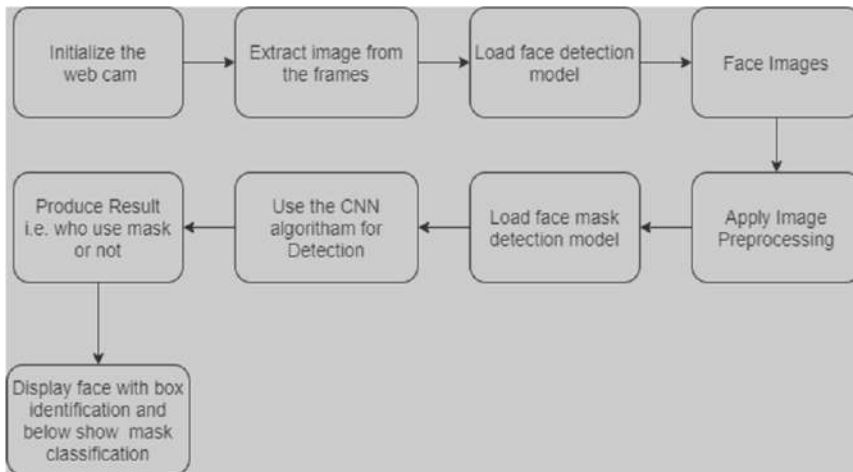 Initialize the
web cam
Extract image from
the frames
Load face detection
model
Face Images
Apply Image
Preprocessing
Load face mask
detection model
Use the CNN
algoritham for
Detection
Produce Result
i.e. who use mask
or not
Display face with box
identification and
below show mask
classification